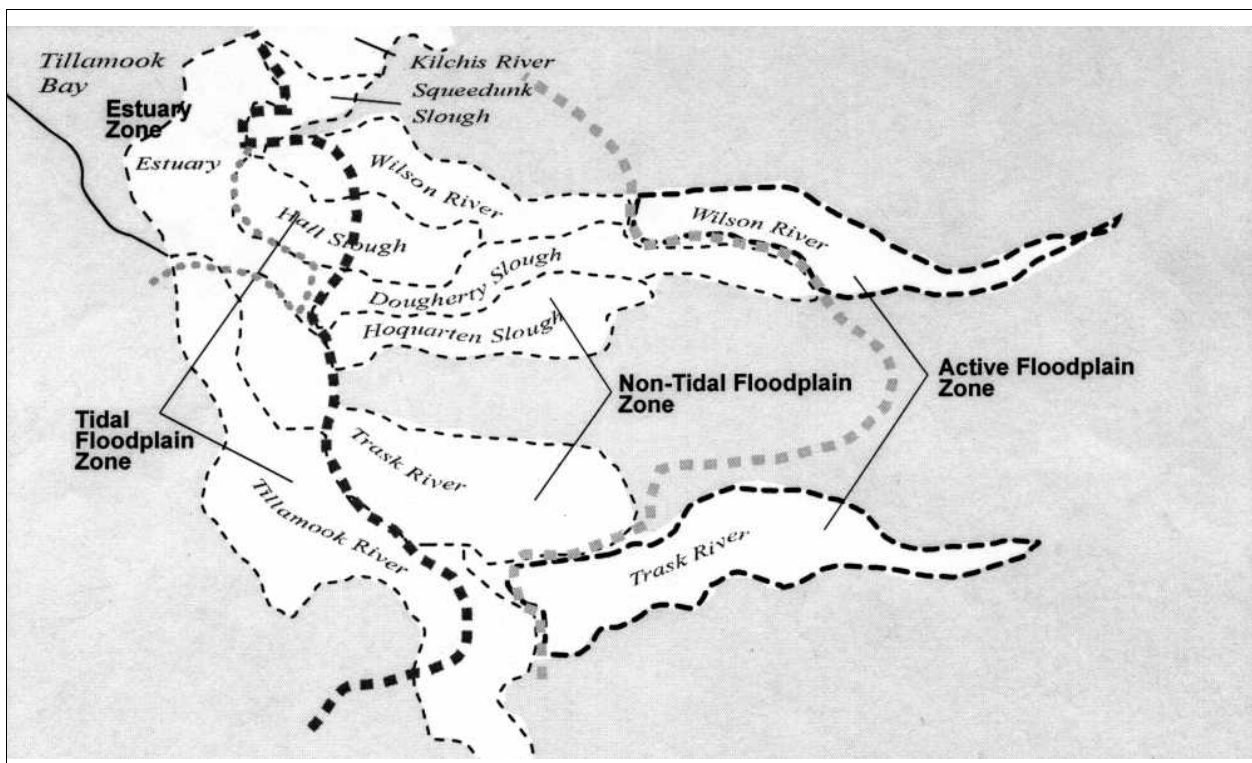 Tillamook
Bay
Kilchis River
Squeedunk
Slough
Estuary
Zone
Estuary
Wilson River
Wilson River
Hall Slough
Dougherty Slough
Hoquarten Slough
Active Floodplain
Zone
Non-Tidal Floodplain
Zone
Tidal
Floodplain
Zone
Trask River
Tillamook River
Trask River